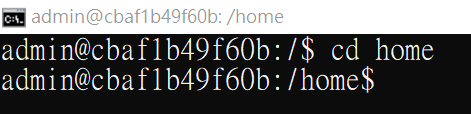 admin@cbaf1b49f60b: /home
admin@cbaf1b49f60b:/$ cd home
admin@cbaf1b49f60b:/home$